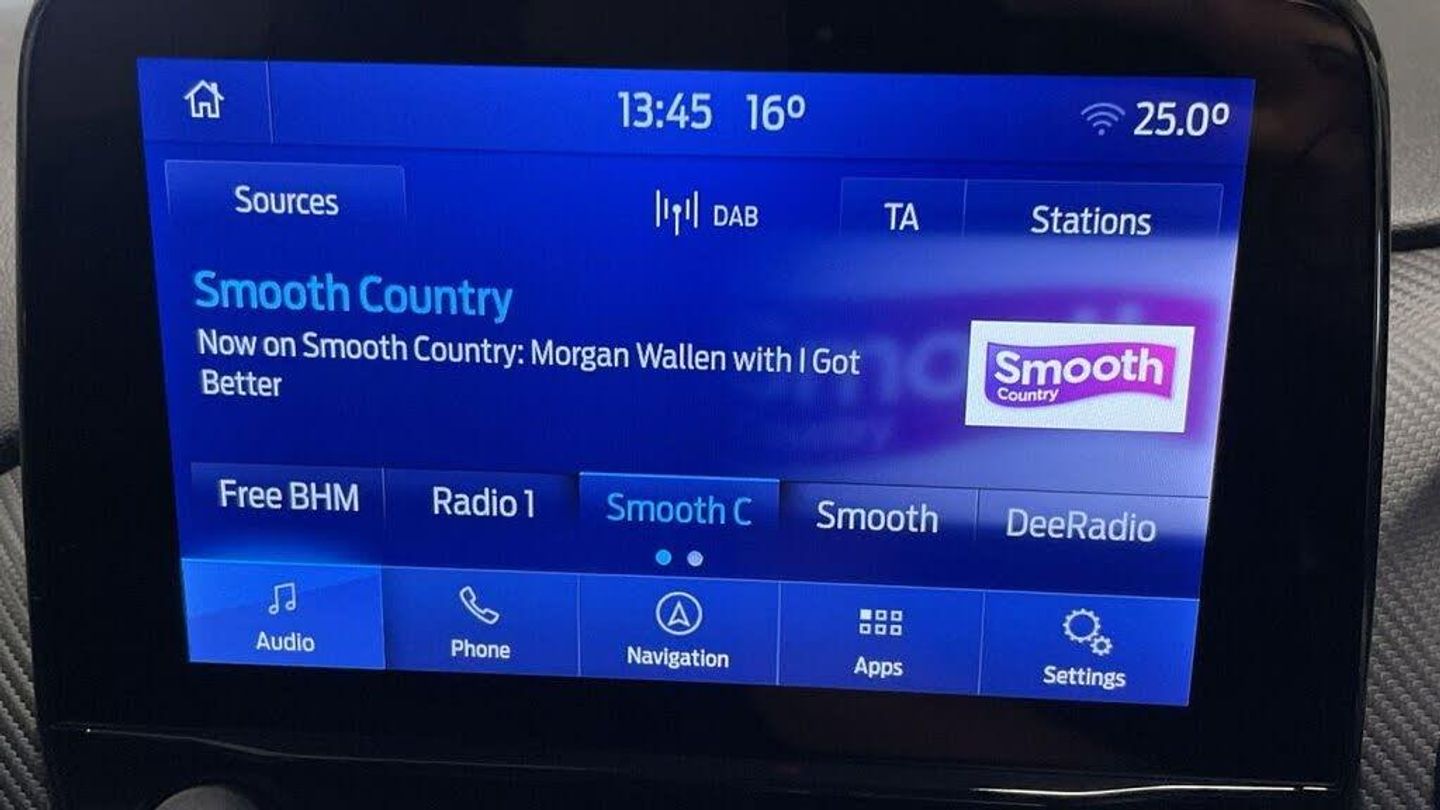 13:45 16º 25.0º
Sources DAB TA Stations
Smooth Country
Now on Smooth Country: Morgan Wallen with I Got
Better
Smooth
Country
Free BHM Radio 1 Smooth C Smooth DeeRadio
Audio Phone Navigation Apps Settings